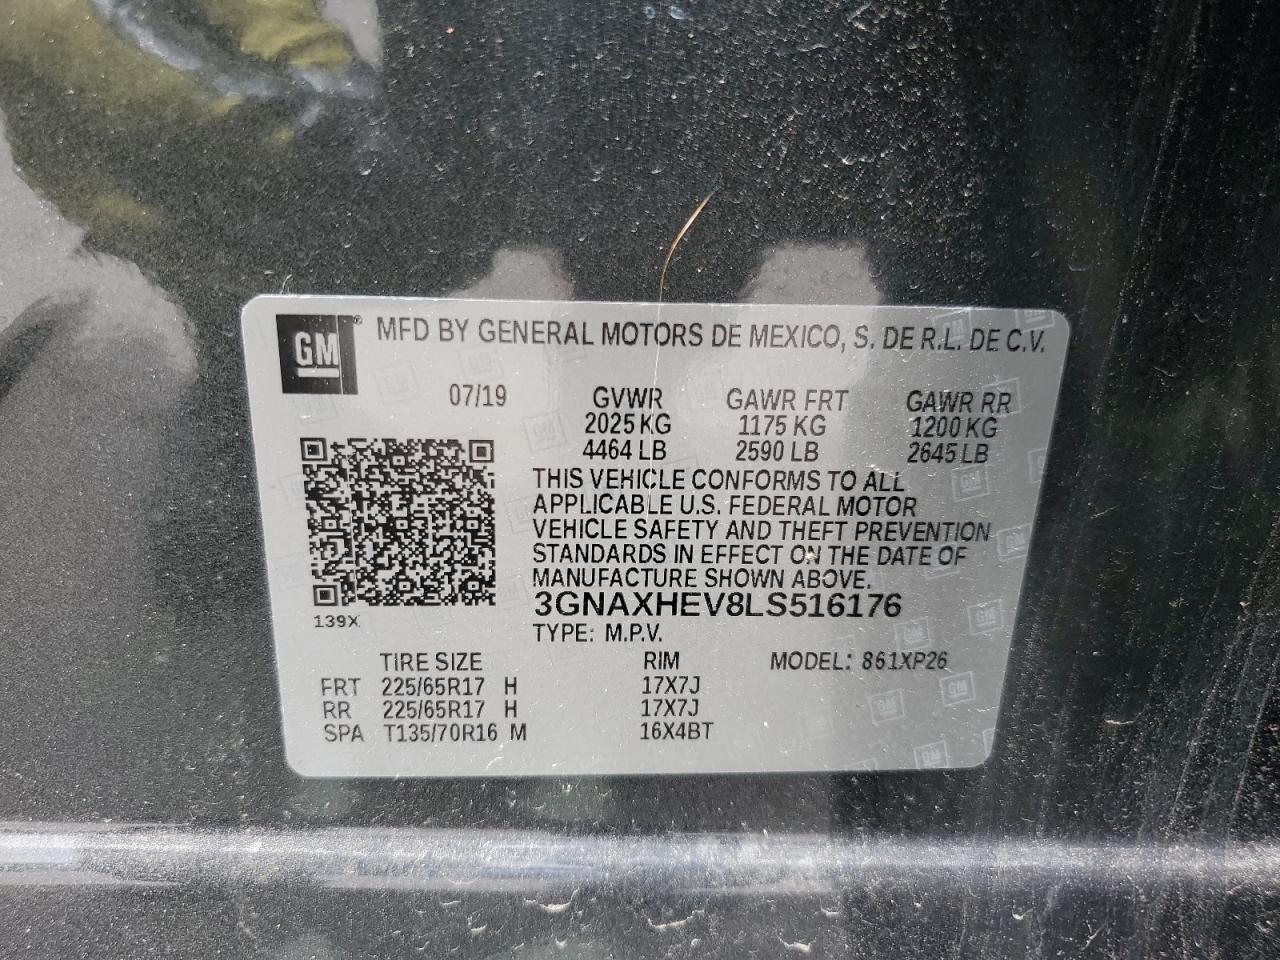 GM ® MFD BY GENERAL MOTORS DE MEXICO, S. DE R.L. DE C.V.
07/19 GVWR GAWR FRT GAWR RR
2025 KG 1175 KG 1200 KG
4464 LB 2590 LB 2645 LB
THIS VEHICLE CONFORMS TO ALL
APPLICABLE U.S. FEDERAL MOTOR
VEHICLE SAFETY AND THEFT PREVENTION
STANDARDS IN EFFECT ON THE DATE OF
MANUFACTURE SHOWN ABOVE.
3GNAXHEV8LS516176
139X
TYPE: M.P.V.
TIRE SIZE RIM MODEL: 861XP26
FRT 225/65R17 H 17X7J
RR 225/65R17 H 17X7J
SPA T135/70R16 M 16X4BT